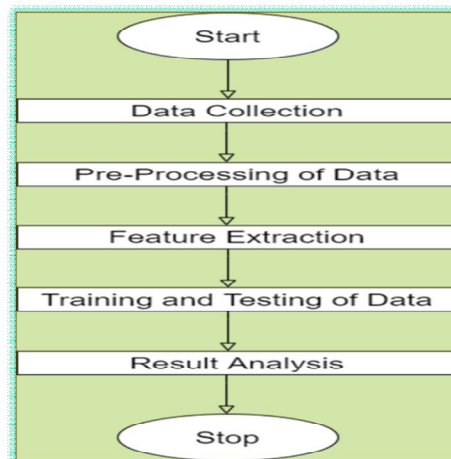 Start
Data Collection
Pre-Processing of Data
Feature Extraction
Training and Testing of Data
Result Analysis
Stop